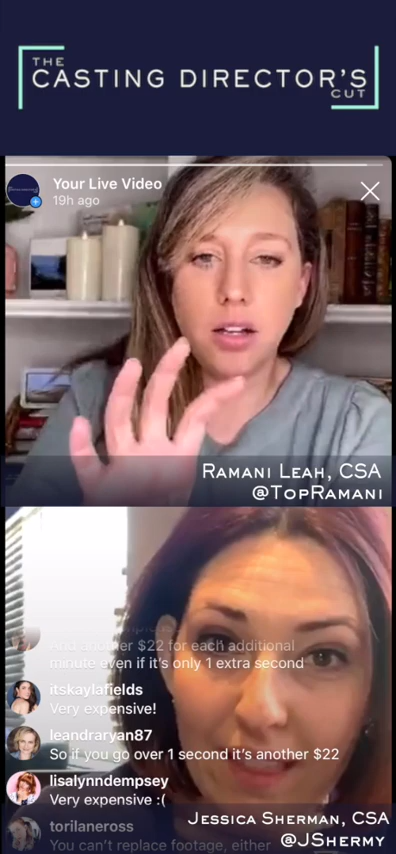 THE
CASTING DIRECTOR'S
CUT
Your Live Video
19h ago
RAMANI LEAH, CSA
@TOPRAMANI
Add another $22 for each additional
minute even if it's only 1 extra second
itskaylafields
Very expensive!
leandraryan87
So if you go over 1 second it's another $22
lisalynndempsey
Very expensive :(
JESSICA SHERMAN, CSA
@JSHERMY
torilaneross
You can't replace footage, either